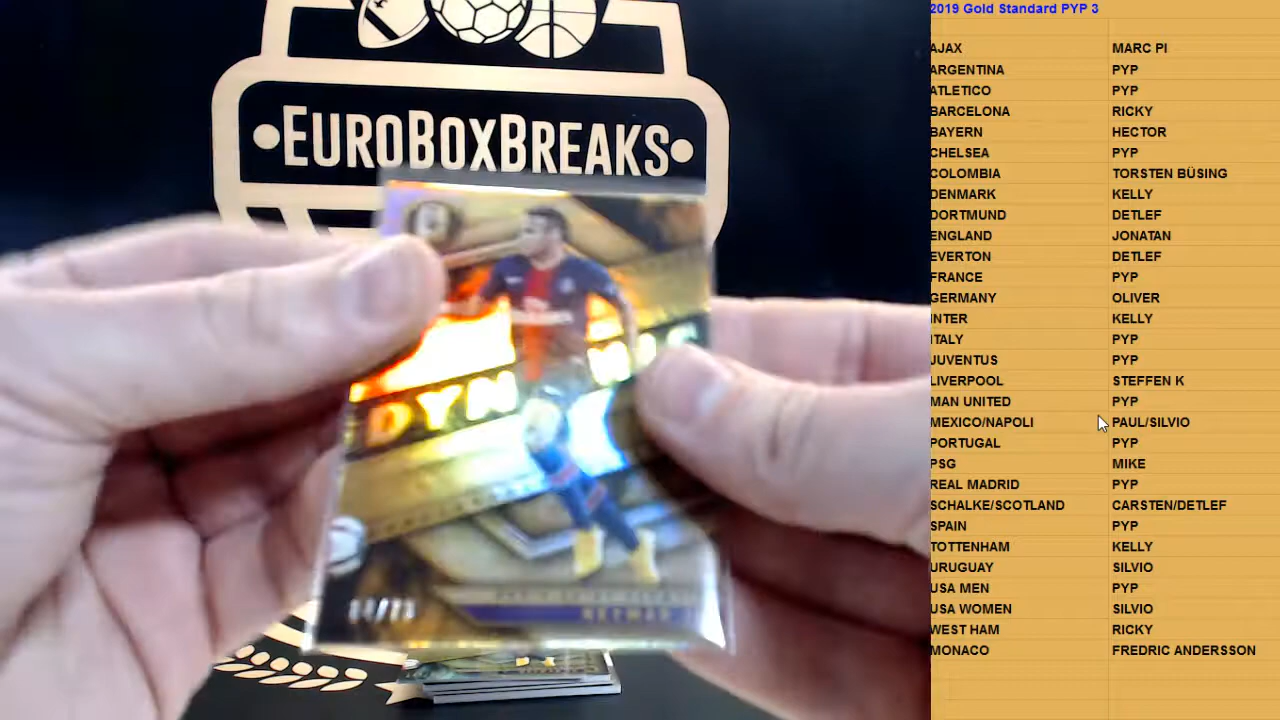 2019 Gold Standard PYP 3
AJAX MARC PI
ARGENTINA PYP
ATLETICO PYP
BARCELONA RICKY
BAYERN HECTOR
CHELSEA PYP
COLOMBIA TORSTEN BÜSING
DENMARK KELLY
DORTMUND DETLEF
ENGLAND JONATAN
EVERTON DETLEF
FRANCE PYP
GERMANY OLIVER
INTER KELLY
ITALY PYP
JUVENTUS PYP
LIVERPOOL STEFFEN K
MAN UNITED PYP
MEXICO/NAPOLI PAUL/SILVIO
PORTUGAL PYP
PSG MIKE
REAL MADRID PYP
SCHALKE/SCOTLAND CARSTEN/DETLEF
SPAIN PYP
TOTTENHAM KELLY
URUGUAY SILVIO
USA MEN PYP
USA WOMEN SILVIO
WEST HAM RICKY
MONACO FREDRIC ANDERSSON
•EUROBOXBREAKS•
NEYMAR